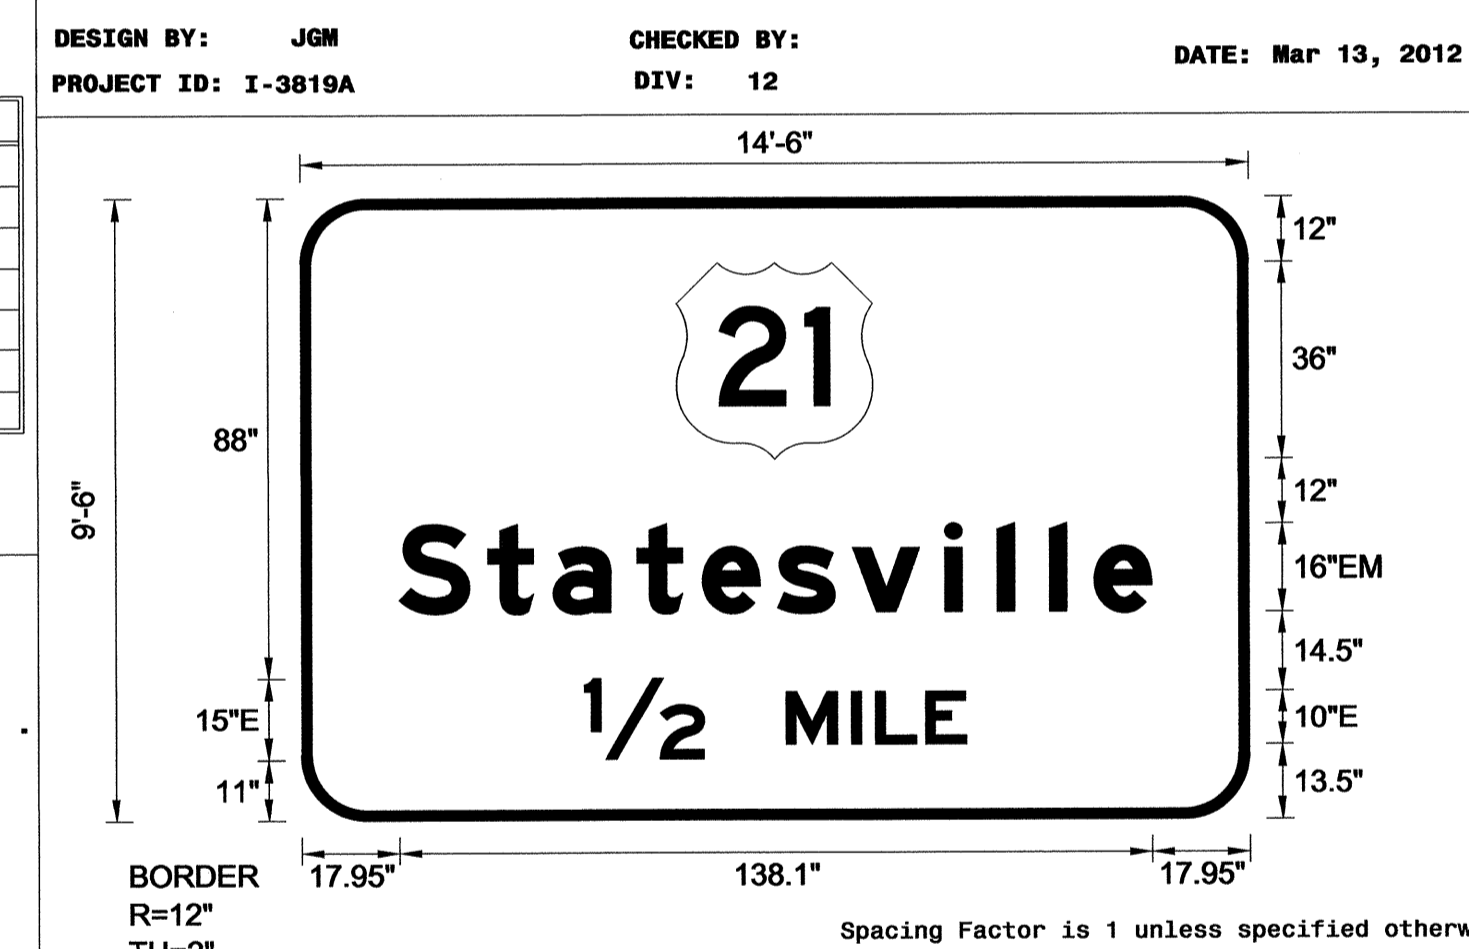 DESIGN BY: JGM
CHECKED BY:
DATE: Mar 13, 2012
PROJECT ID: I-3819A
DIV: 12
14'-6"
12"
21
36"
88"
9'-6"
12"
Statesville
16"EM
14.5"
15"E
1/2 MILE
10"E
11"
13.5"
17.95"
138.1"
17.95"
BORDER
R=12"
Spacing Factor is 1 unless specified